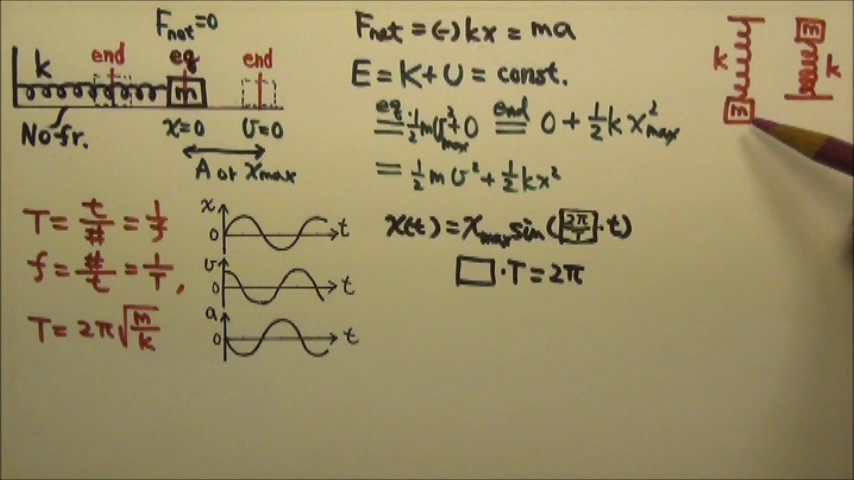 F_net = 0
end eq end
k m
No fr. x=0 v=0
A or x_max
T = t/# = 1/f
f = #/t = 1/T,
T = 2π√(m/k)
x 0 t
v 0 t
a 0 t
F_net = (-)kx = ma
E = K + U = const.
eq = ½mv²_max + 0 end = 0 + ½kx²_max
= ½mv² + ½kx²
x(t) = x_max sin(2π/T · t)
□ · T = 2π
k m
m k